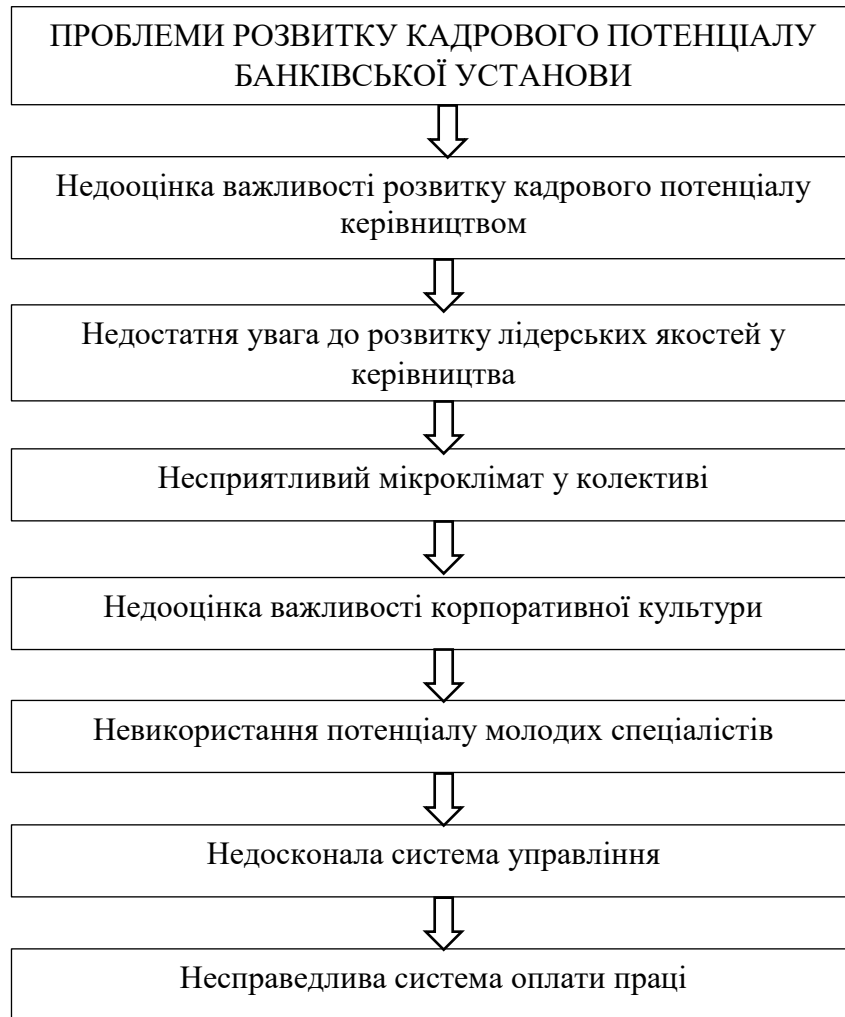 ПРОБЛЕМИ РОЗВИТКУ КАДРОВОГО ПОТЕНЦІАЛУ
БАНКІВСЬКОЇ УСТАНОВИ
Недооцінка важливості розвитку кадрового потенціалу
керівництвом
Недостатня увага до розвитку лідерських якостей у
керівництва
Несприятливий мікроклімат у колективі
Недооцінка важливості корпоративної культури
Невикористання потенціалу молодих спеціалістів
Недосконала система управління
Несправедлива система оплати праці